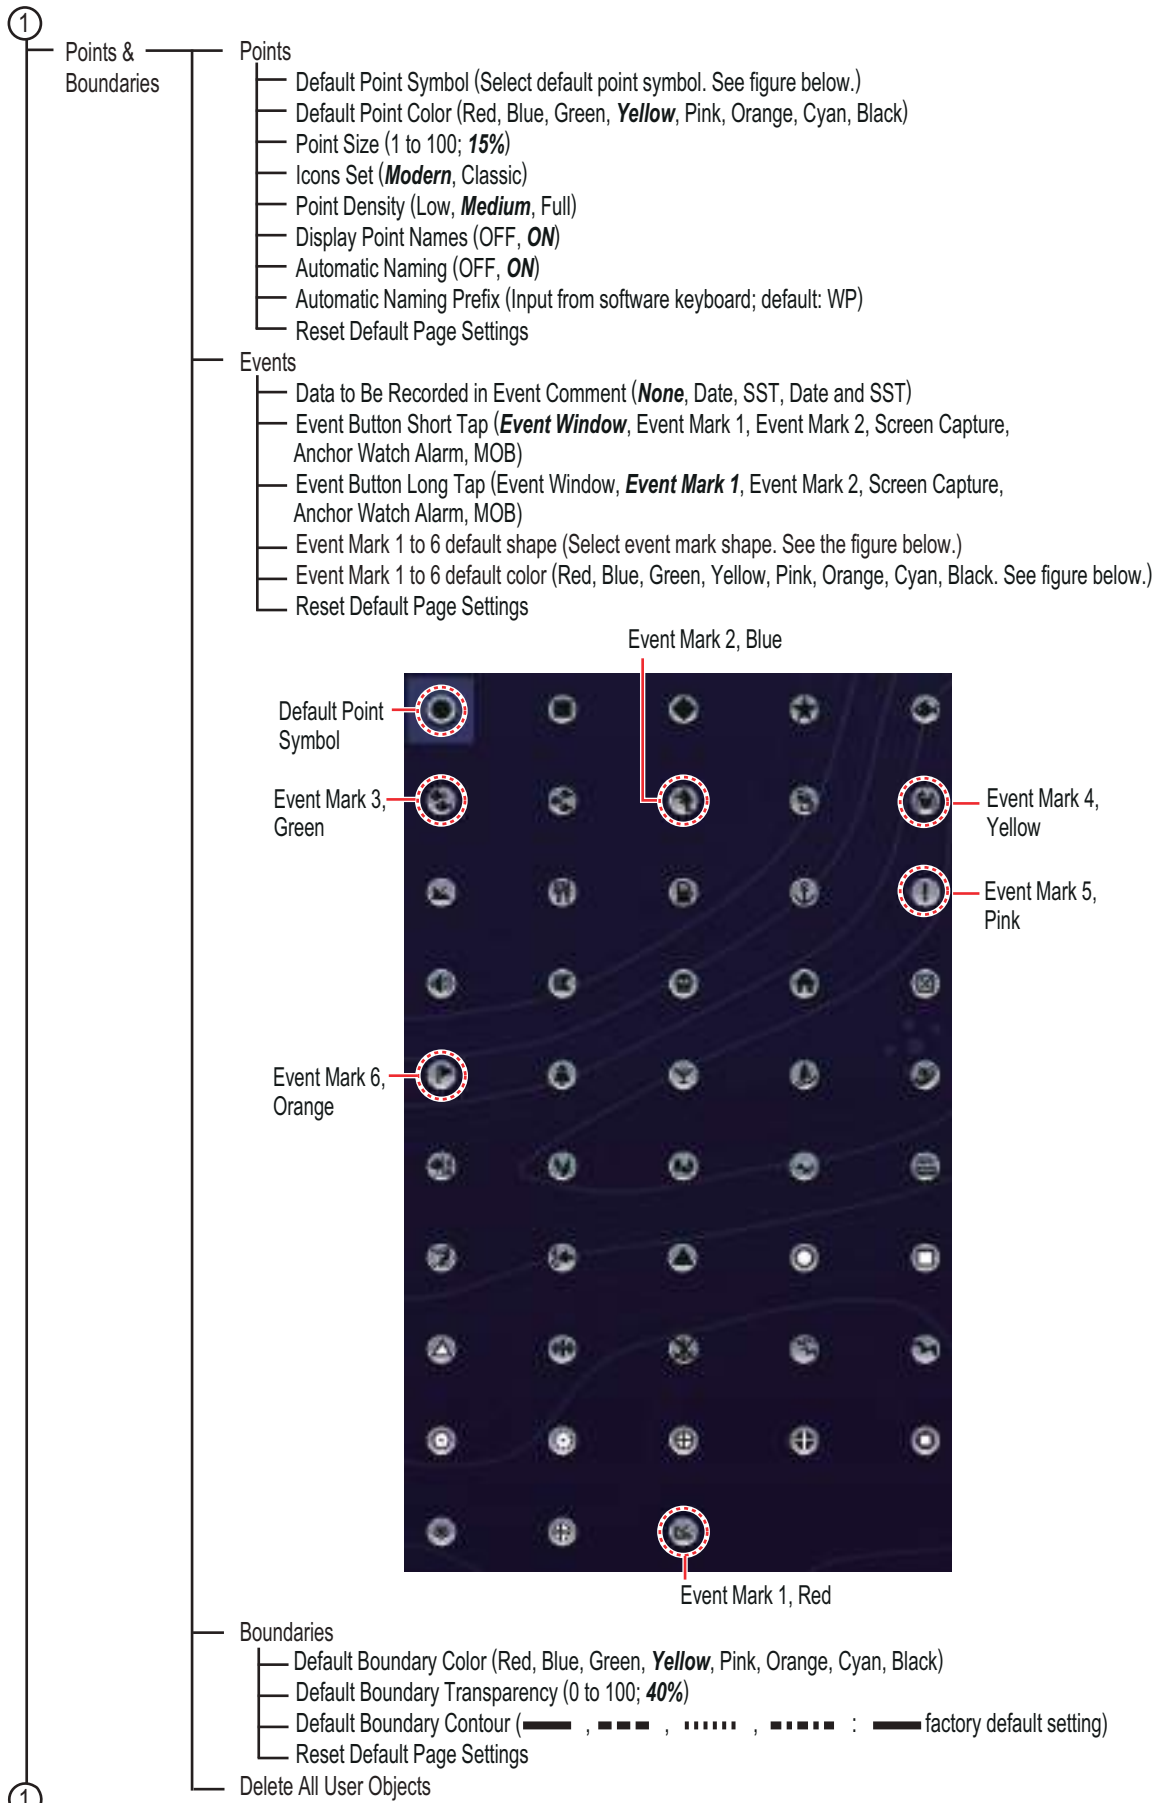 1
Points &
Boundaries
Points
Default Point Symbol (Select default point symbol. See figure below.)
Default Point Color (Red, Blue, Green, Yellow, Pink, Orange, Cyan, Black)
Point Size (1 to 100; 15%)
Icons Set (Modern, Classic)
Point Density (Low, Medium, Full)
Display Point Names (OFF, ON)
Automatic Naming (OFF, ON)
Automatic Naming Prefix (Input from software keyboard; default: WP)
Reset Default Page Settings
Events
Data to Be Recorded in Event Comment (None, Date, SST, Date and SST)
Event Button Short Tap (Event Window, Event Mark 1, Event Mark 2, Screen Capture,
Anchor Watch Alarm, MOB)
Event Button Long Tap (Event Window, Event Mark 1, Event Mark 2, Screen Capture,
Anchor Watch Alarm, MOB)
Event Mark 1 to 6 default shape (Select event mark shape. See the figure below.)
Event Mark 1 to 6 default color (Red, Blue, Green, Yellow, Pink, Orange, Cyan, Black. See figure below.)
Reset Default Page Settings
Event Mark 2, Blue
Default Point
Symbol
Event Mark 3,
Green
Event Mark 4,
Yellow
Event Mark 5,
Pink
Event Mark 6,
Orange
Event Mark 1, Red
Boundaries
Default Boundary Color (Red, Blue, Green, Yellow, Pink, Orange, Cyan, Black)
Default Boundary Transparency (0 to 100; 40%)
Default Boundary Contour ( , , , : factory default setting)
Reset Default Page Settings
Delete All User Objects
1